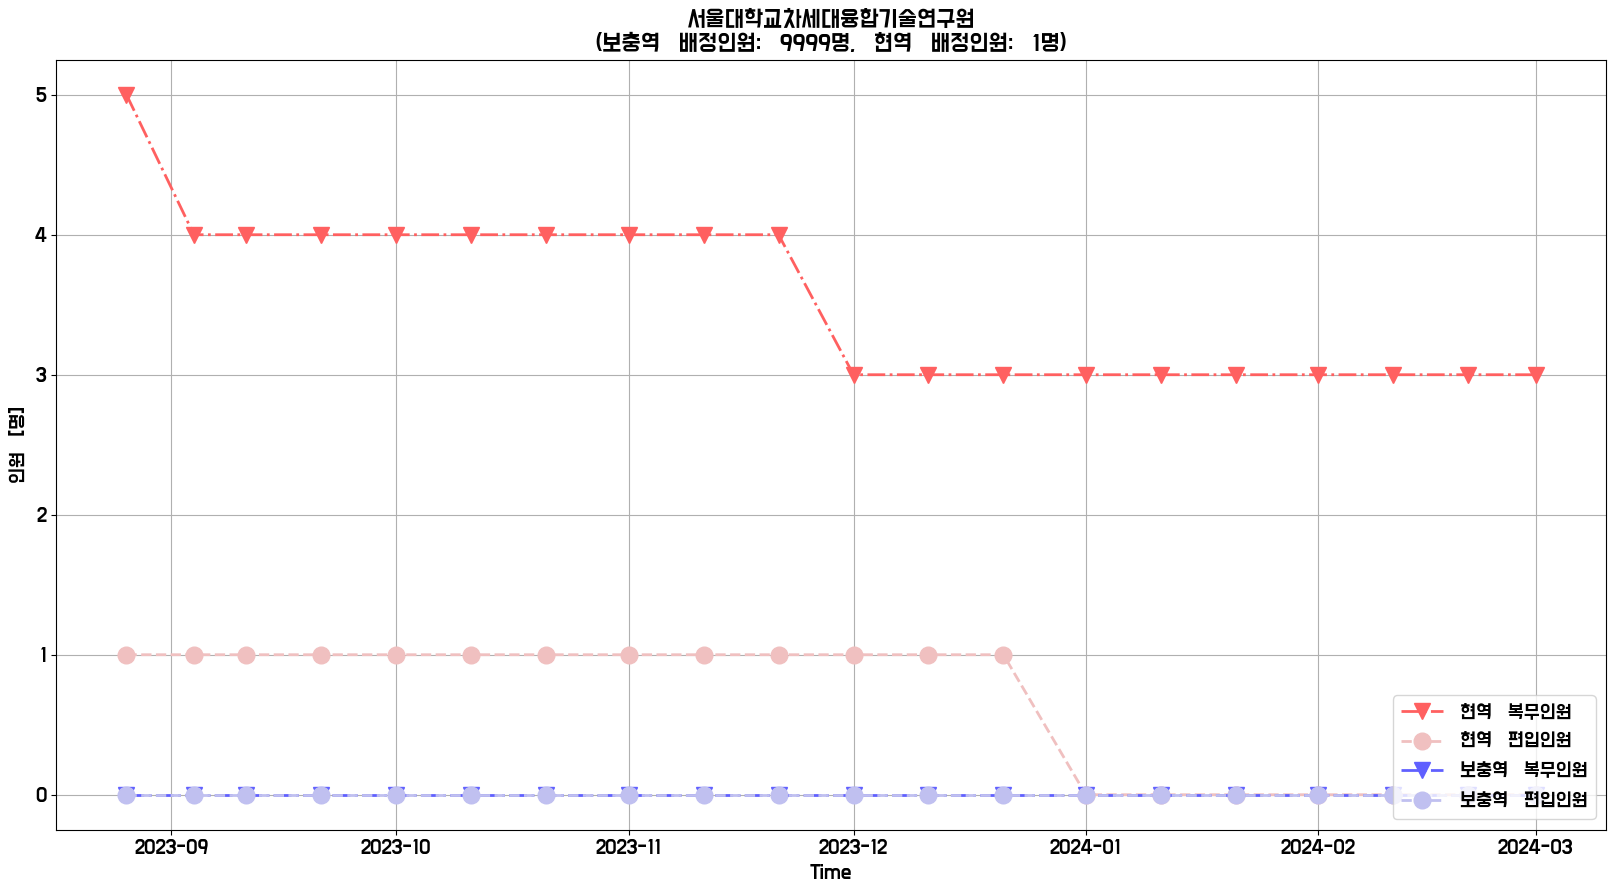 서울대학교차세대융합기술연구원
(보충역 배정인원: 9999명, 현역 배정인원: 1명)
5
4
3
2
1
0
인원 [명]
2023-09
2023-10
2023-11
2023-12
2024-01
2024-02
2024-03
Time
현역 복무인원
현역 편입인원
보충역 복무인원
보충역 편입인원